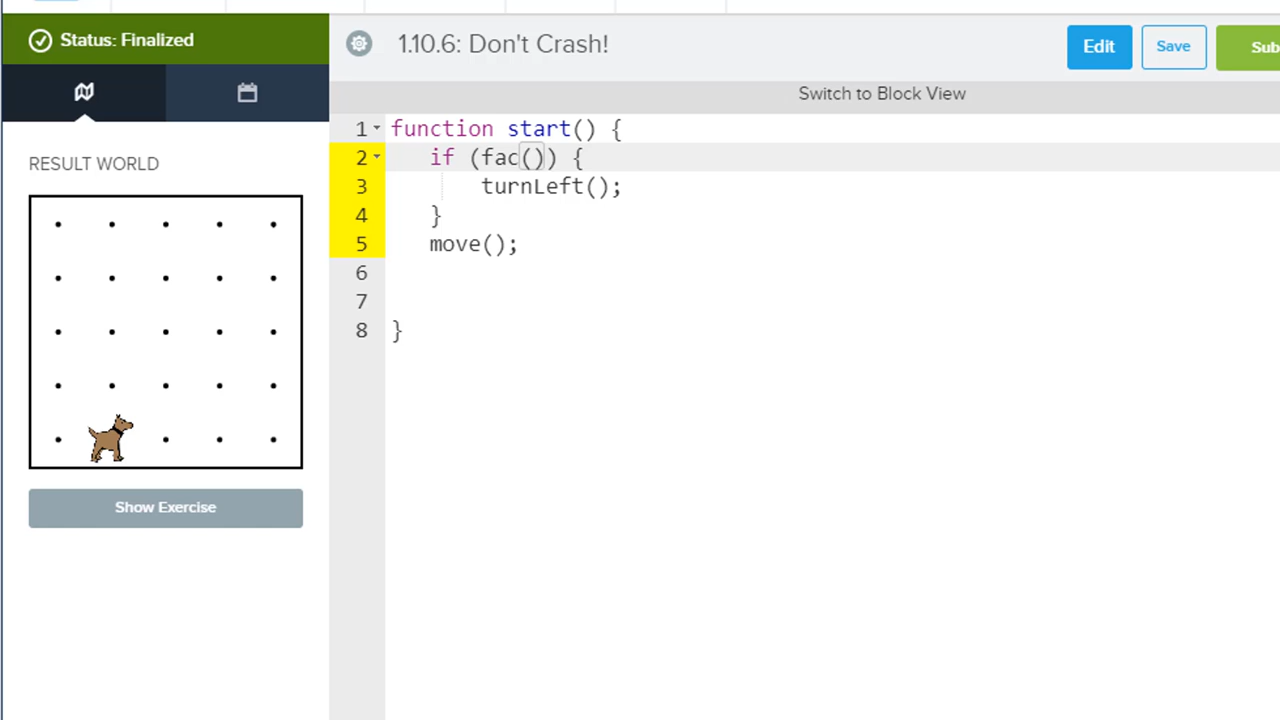 Status: Finalized
1.10.6: Don't Crash!
Edit
Save
Sub
Switch to Block View
RESULT WORLD
Show Exercise
1 function start() {
2 if (fac()) {
3 turnLeft();
4 }
5 move();
6
7
8 }